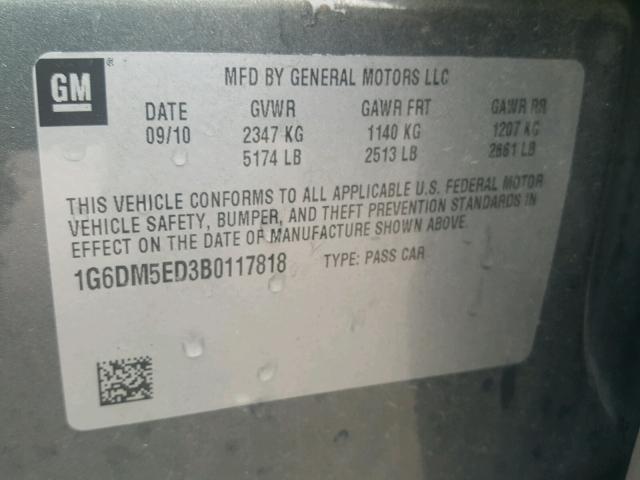 GM®
MFD BY GENERAL MOTORS LLC
DATE GVWR GAWR FRT GAWR RR
09/10 2347 KG 1140 KG 1207 KG
5174 LB 2513 LB 2661 LB
THIS VEHICLE CONFORMS TO ALL APPLICABLE U.S. FEDERAL MOTOR
VEHICLE SAFETY, BUMPER, AND THEFT PREVENTION STANDARDS IN
EFFECT ON THE DATE OF MANUFACTURE SHOWN ABOVE.
1G6DM5ED3B0117818 TYPE: PASS CAR